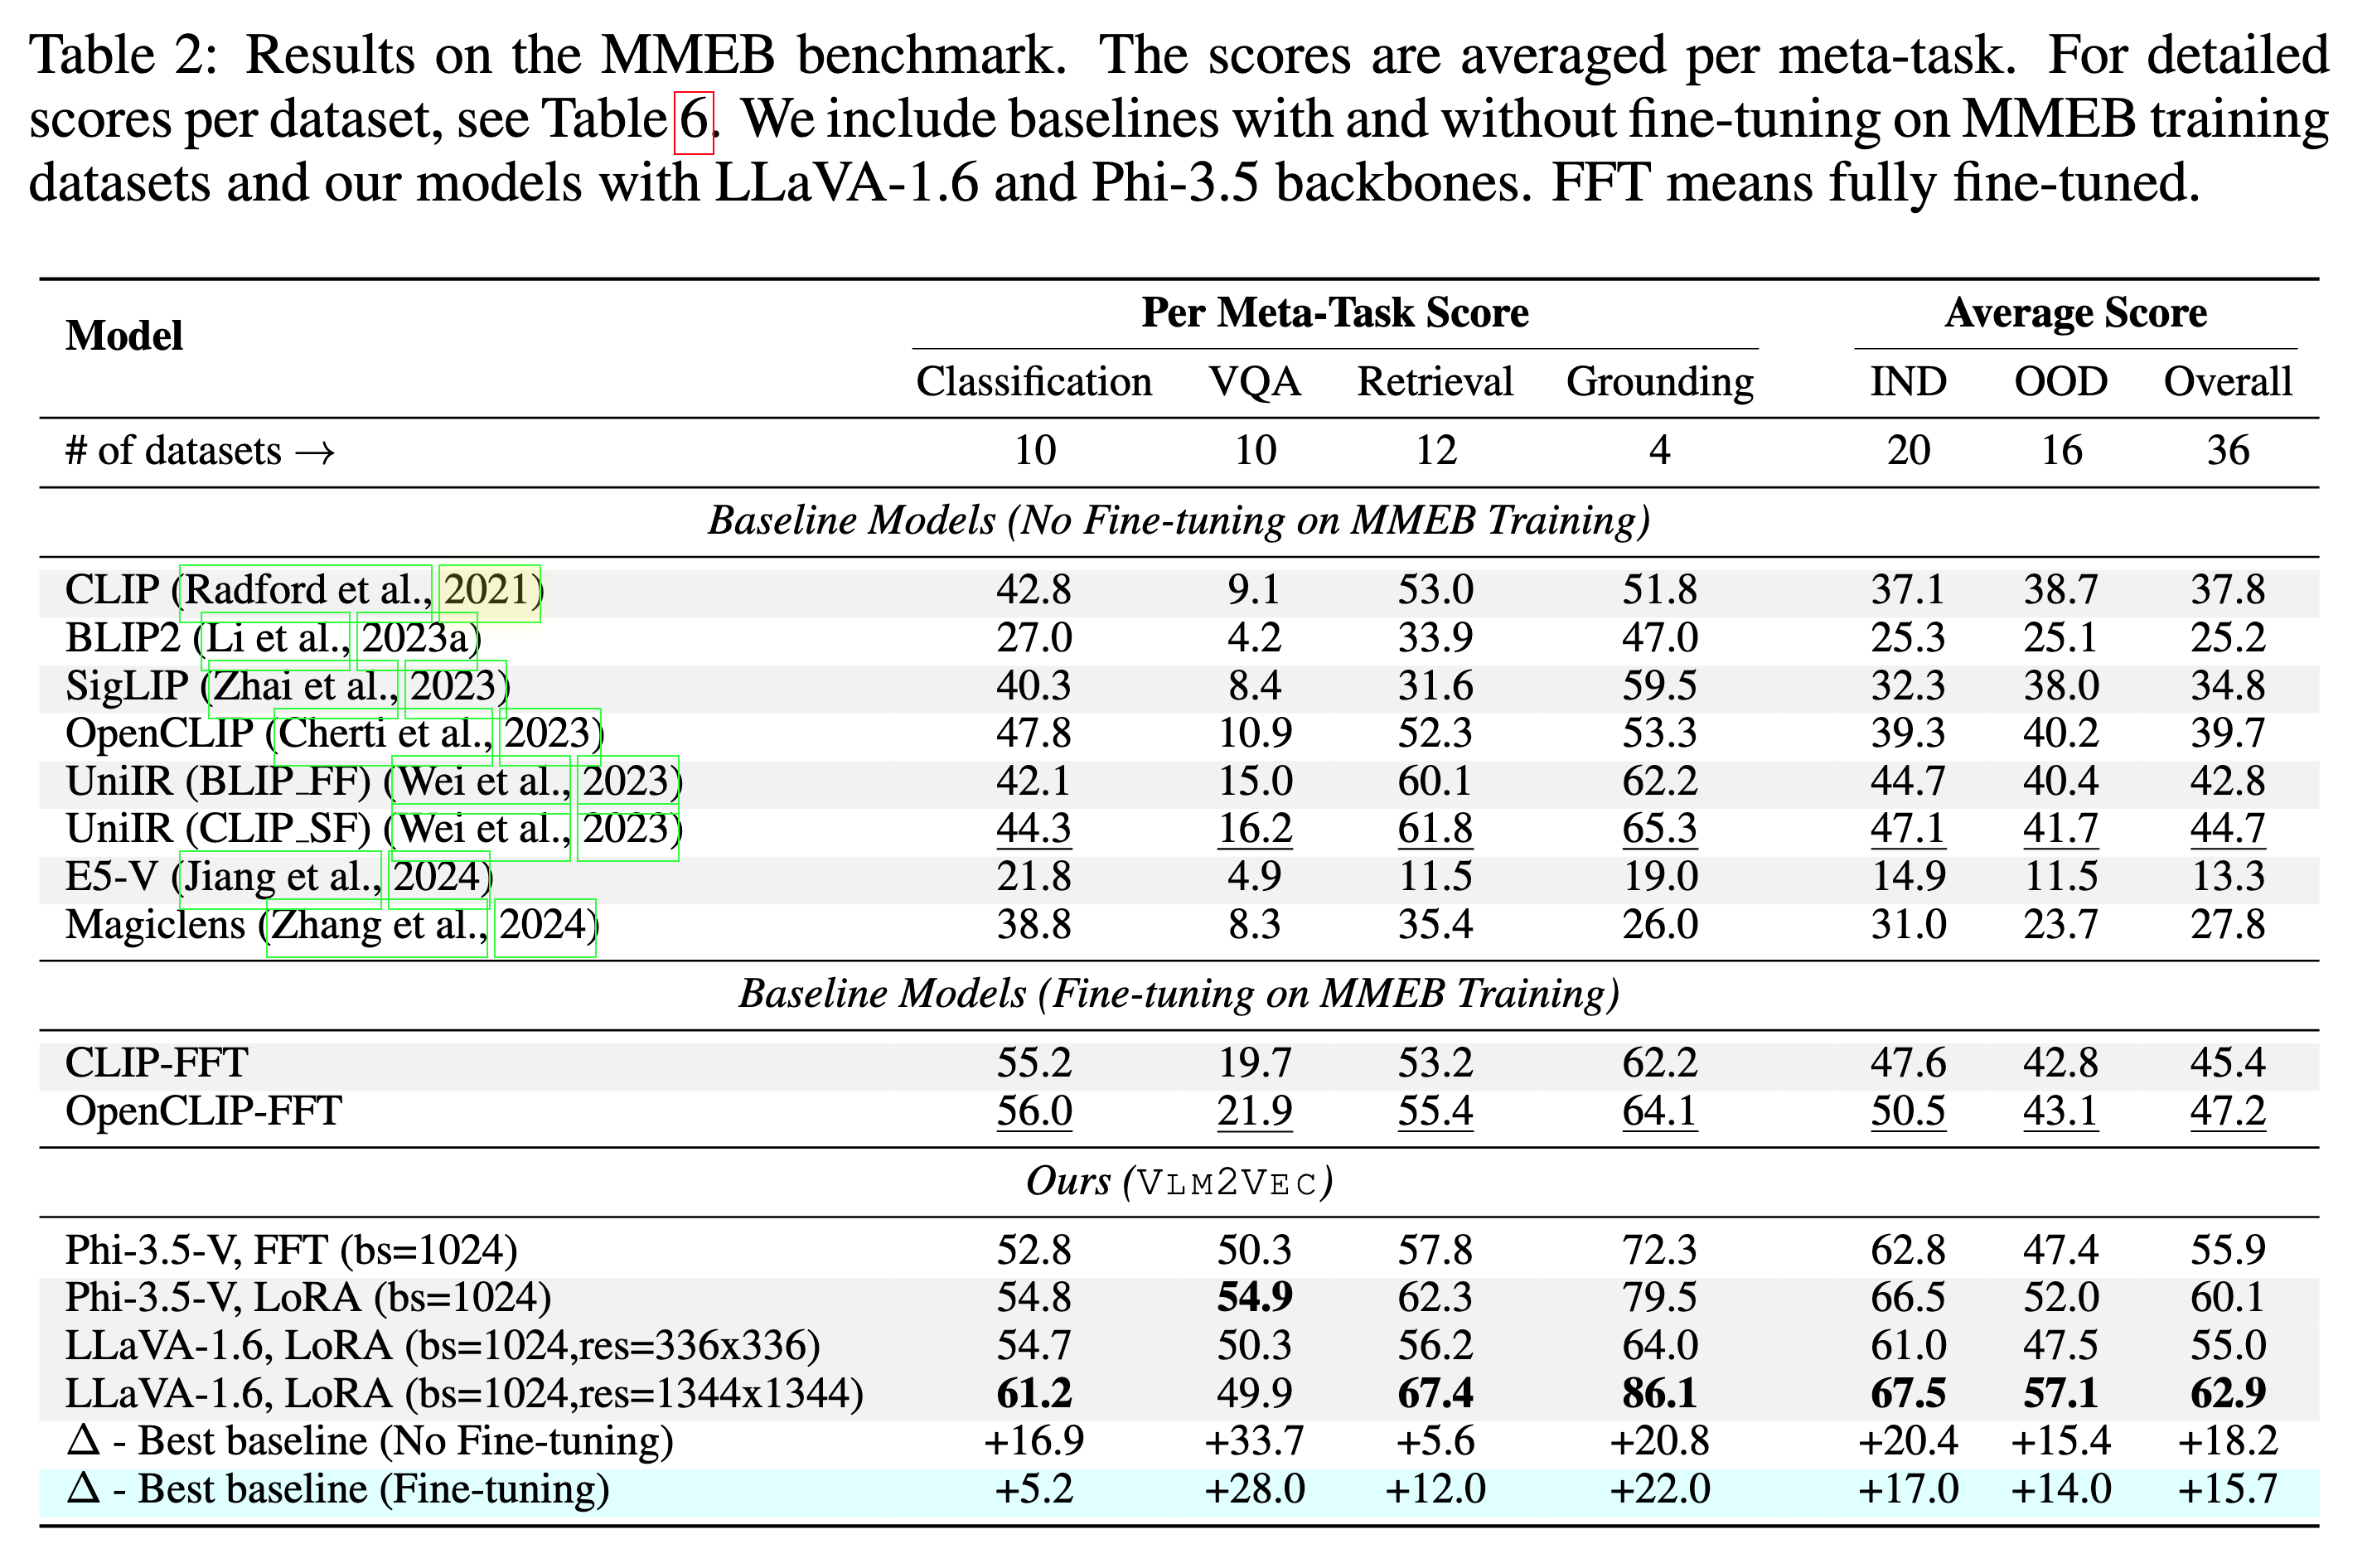 Table 2: Results on the MMEB benchmark. The scores are averaged per meta-task. For detailed
scores per dataset, see Table 6. We include baselines with and without fine-tuning on MMEB training
datasets and our models with LLaVA-1.6 and Phi-3.5 backbones. FFT means fully fine-tuned.
Model Per Meta-Task Score Average Score
Classification VQA Retrieval Grounding IND OOD Overall
# of datasets → 10 10 12 4 20 16 36
Baseline Models (No Fine-tuning on MMEB Training)
CLIP (Radford et al., 2021) 42.8 9.1 53.0 51.8 37.1 38.7 37.8
BLIP2 (Li et al., 2023a) 27.0 4.2 33.9 47.0 25.3 25.1 25.2
SigLIP (Zhai et al., 2023) 40.3 8.4 31.6 59.5 32.3 38.0 34.8
OpenCLIP (Cherti et al., 2023) 47.8 10.9 52.3 53.3 39.3 40.2 39.7
UniIR (BLIP_FF) (Wei et al., 2023) 42.1 15.0 60.1 62.2 44.7 40.4 42.8
UniIR (CLIP_SF) (Wei et al., 2023) 44.3 16.2 61.8 65.3 47.1 41.7 44.7
E5-V (Jiang et al., 2024) 21.8 4.9 11.5 19.0 14.9 11.5 13.3
Magiclens (Zhang et al., 2024) 38.8 8.3 35.4 26.0 31.0 23.7 27.8
Baseline Models (Fine-tuning on MMEB Training)
CLIP-FFT 55.2 19.7 53.2 62.2 47.6 42.8 45.4
OpenCLIP-FFT 56.0 21.9 55.4 64.1 50.5 43.1 47.2
Ours (VLM2VEC)
Phi-3.5-V, FFT (bs=1024) 52.8 50.3 57.8 72.3 62.8 47.4 55.9
Phi-3.5-V, LoRA (bs=1024) 54.8 54.9 62.3 79.5 66.5 52.0 60.1
LLaVA-1.6, LoRA (bs=1024,res=336x336) 54.7 50.3 56.2 64.0 61.0 47.5 55.0
LLaVA-1.6, LoRA (bs=1024,res=1344x1344) 61.2 49.9 67.4 86.1 67.5 57.1 62.9
Δ - Best baseline (No Fine-tuning) +16.9 +33.7 +5.6 +20.8 +20.4 +15.4 +18.2
Δ - Best baseline (Fine-tuning) +5.2 +28.0 +12.0 +22.0 +17.0 +14.0 +15.7